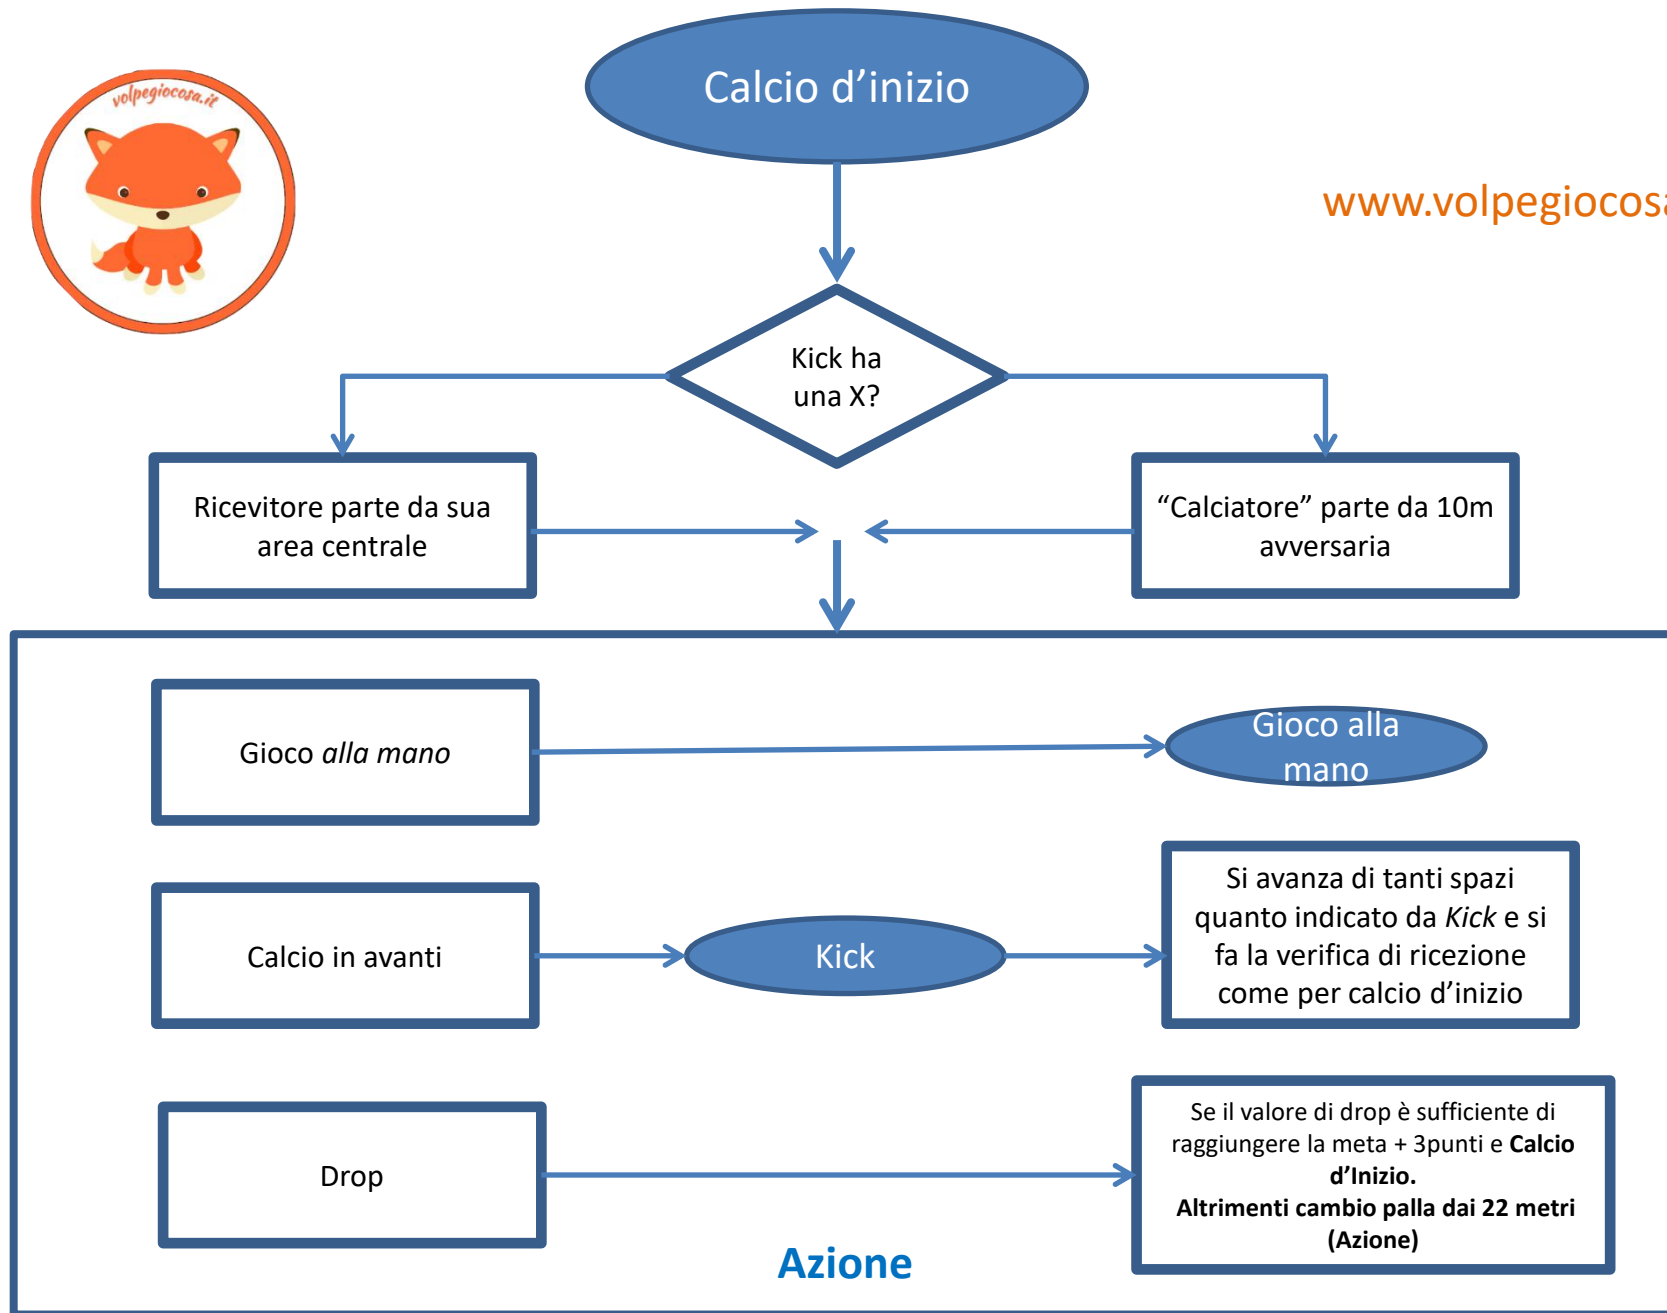 volpegiocosa.it
Calcio d’inizio
www.volpegiocosa
Kick ha
una X?
Ricevitore parte da sua
area centrale
“Calciatore” parte da 10m
avversaria
Gioco alla mano
Gioco alla
mano
Calcio in avanti
Kick
Si avanza di tanti spazi
quanto indicato da Kick e si
fa la verifica di ricezione
come per calcio d’inizio
Drop
Se il valore di drop è sufficiente di
raggiungere la meta + 3punti e Calcio
d’Inizio.
Altrimenti cambio palla dai 22 metri
(Azione)
Azione